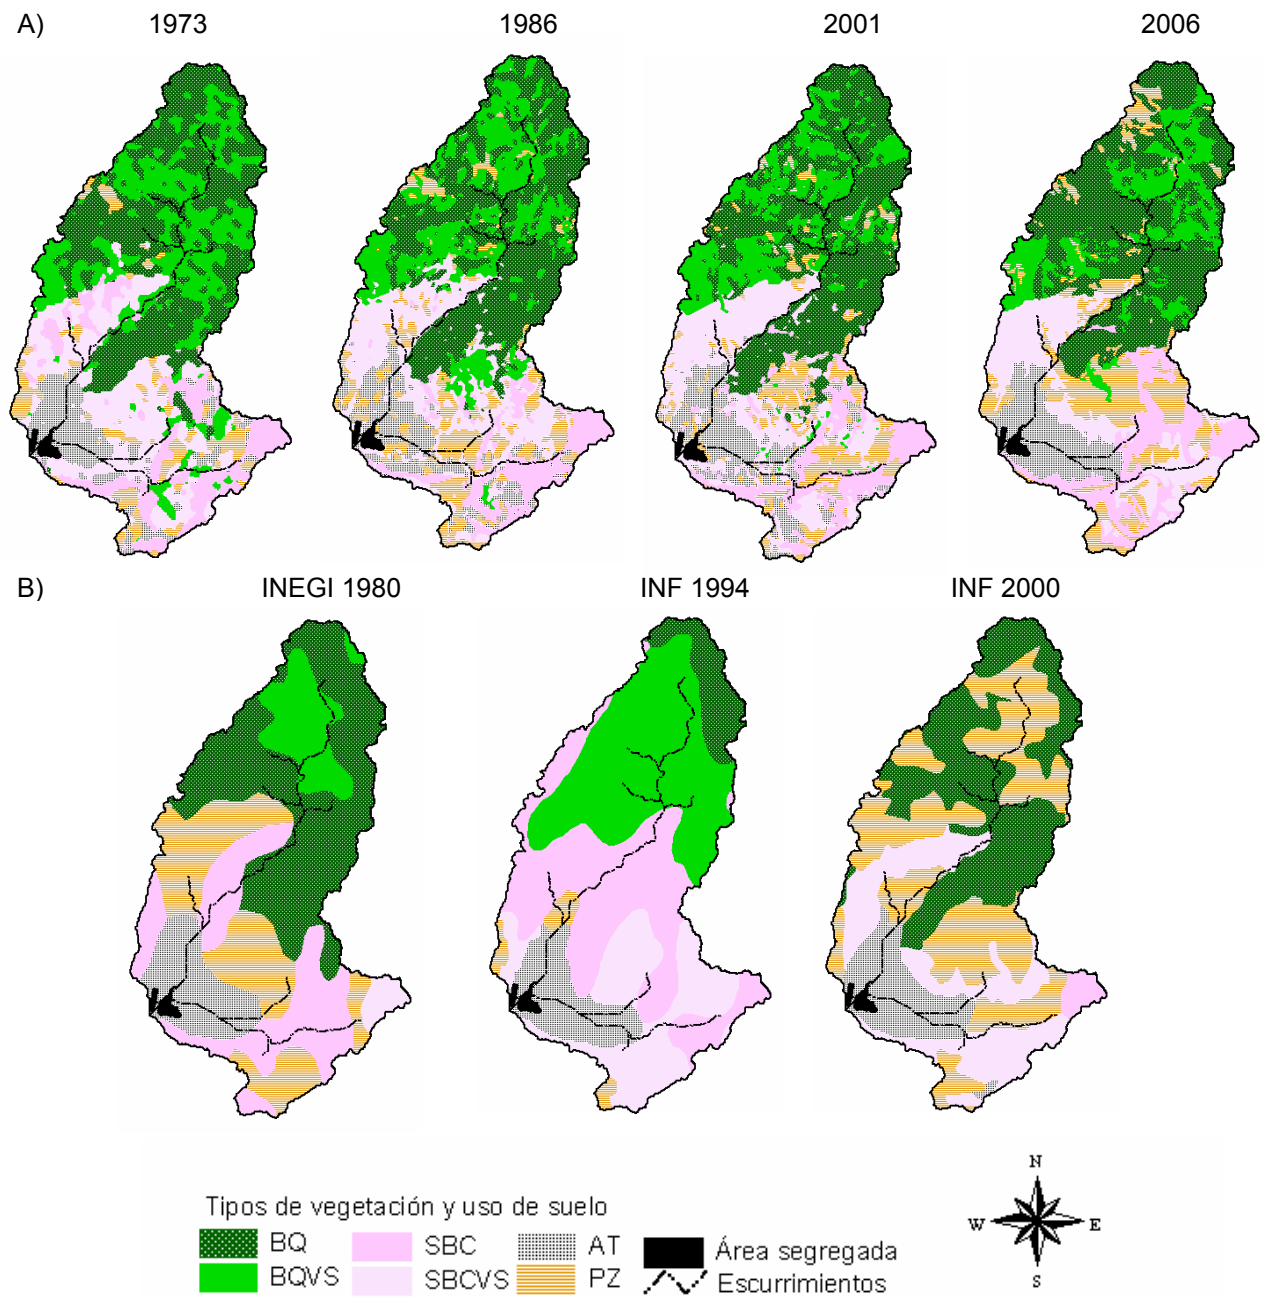 A) 1973 1986 2001 2006
B) INEGI 1980 INF 1994 INF 2000
Tipos de vegetación y uso de suelo
BQ SBC AT Área segregada
BQVS SBCVS PZ Escurrimientos
N
W E
S